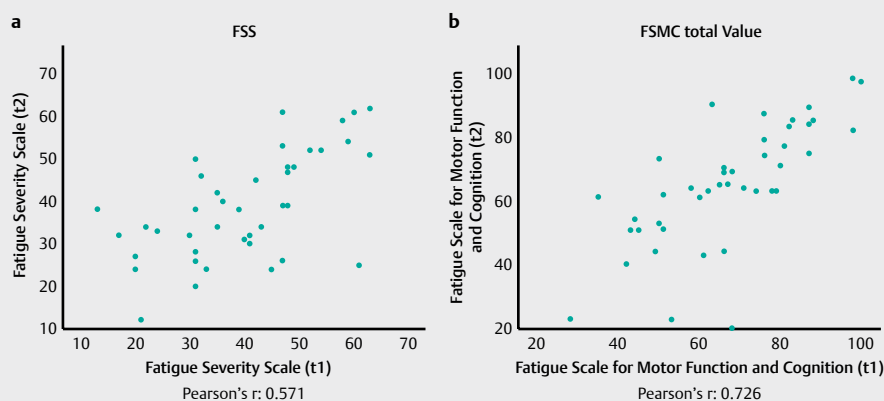 a
FSS
Fatigue Severity Scale (t2)
70
60
50
40
30
20
10
10 20 30 40 50 60 70
Fatigue Severity Scale (t1)
Pearson's r: 0.571
b
FSMC total Value
Fatigue Scale for Motor Function
and Cognition (t2)
100
80
60
40
20
20 40 60 80 100
Fatigue Scale for Motor Function and Cognition (t1)
Pearson's r: 0.726